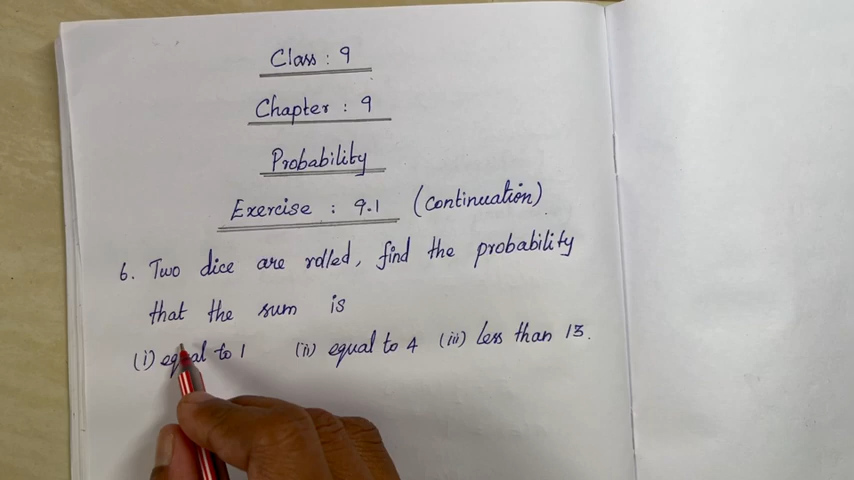 Class : 9
Chapter : 9
Probability
Exercise : 9.1 (Continuation)
6. Two dice are rolled, find the probability
that the sum is
(i) equal to 1 (ii) equal to 4 (iii) Less than 13.